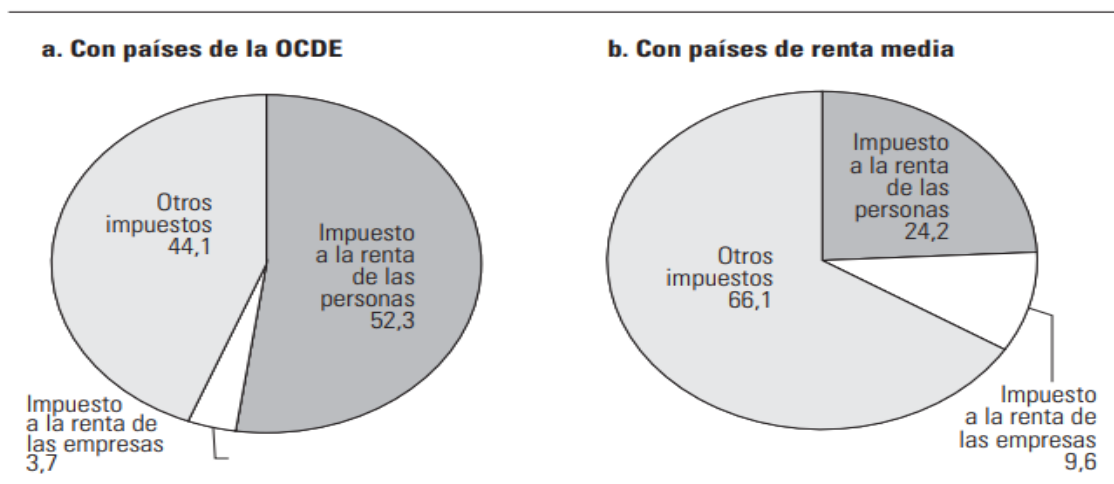 a. Con países de la OCDE
Otros
impuestos
44,1
Impuesto
a la renta
de las
personas
52,3
Impuesto
a la renta de
las empresas
3,7
b. Con países de renta media
Impuesto
a la renta
de las
personas
24,2
Otros
impuestos
66,1
Impuesto
a la renta de
las empresas
9,6